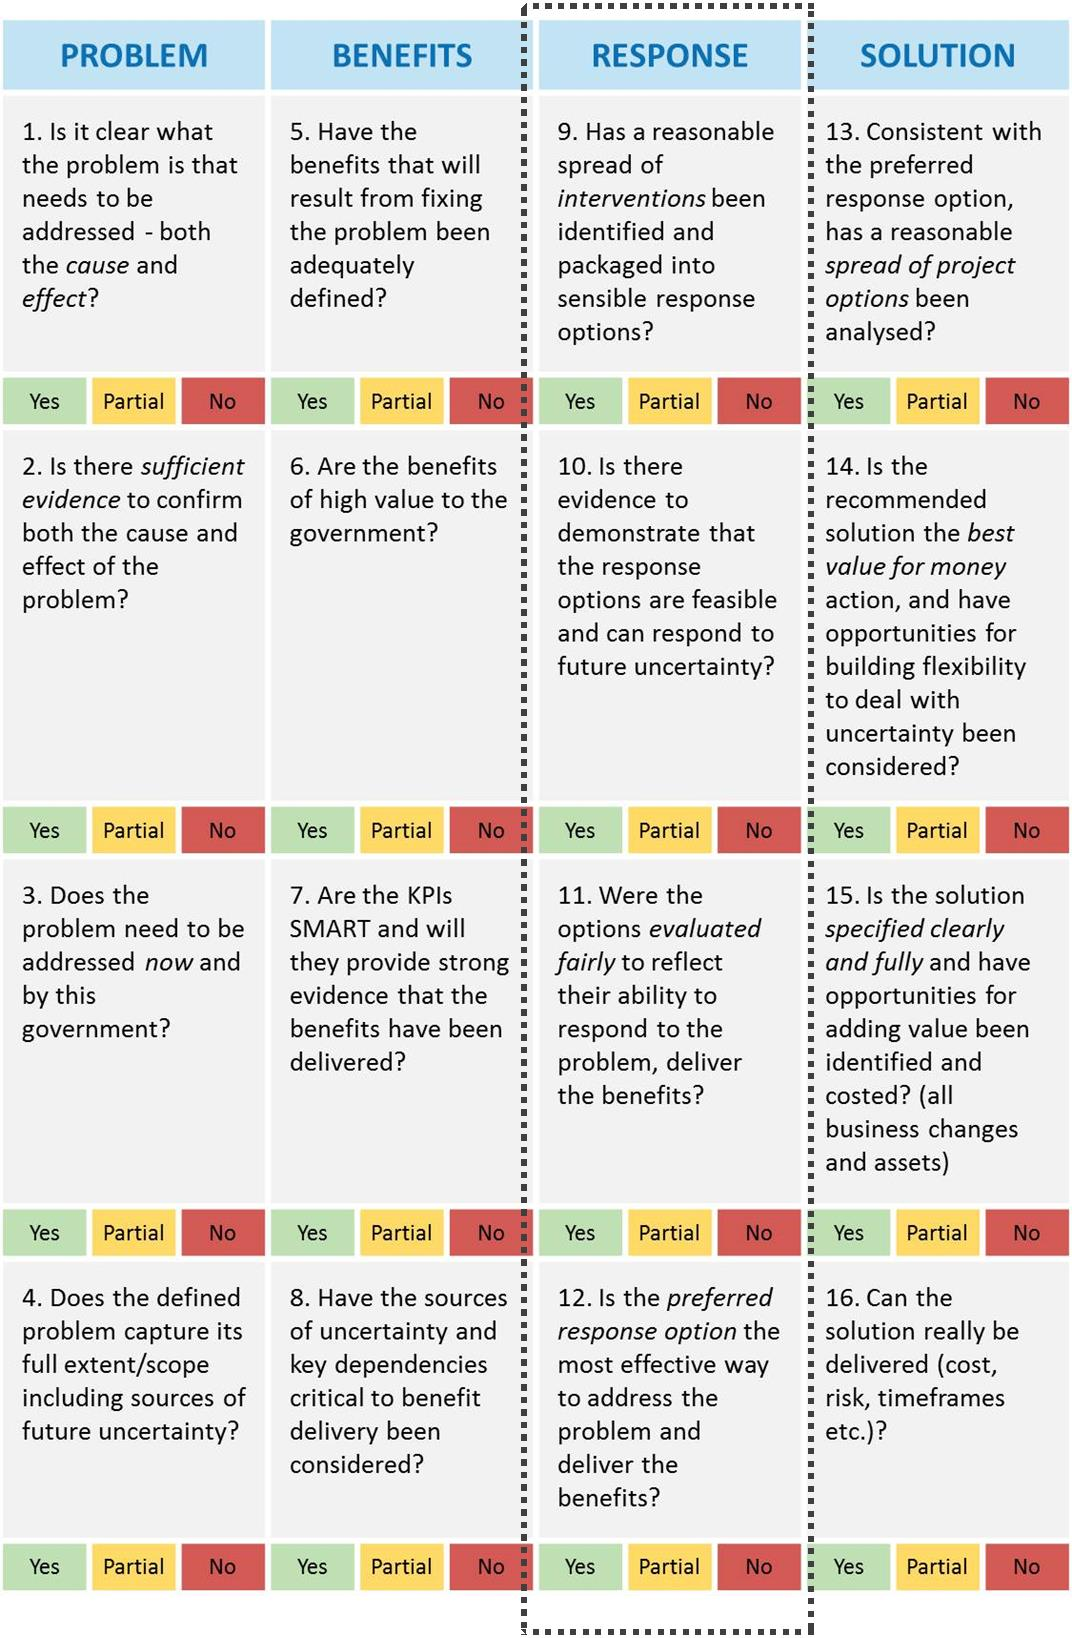 PROBLEM
1. Is it clear what
the problem is that
needs to be
addressed - both
the cause and
effect?
Yes Partial No
2. Is there sufficient
evidence to confirm
both the cause and
effect of the
problem?
Yes Partial No
3. Does the
problem need to be
addressed now and
by this
government?
Yes Partial No
4. Does the defined
problem capture its
full extent/scope
including sources of
future uncertainty?
Yes Partial No
BENEFITS
5. Have the
benefits that will
result from fixing
the problem been
adequately
defined?
Yes Partial No
6. Are the benefits
of high value to the
government?
Yes Partial No
7. Are the KPIs
SMART and will
they provide strong
evidence that the
benefits have been
delivered?
Yes Partial No
8. Have the sources
of uncertainty and
key dependencies
critical to benefit
delivery been
considered?
Yes Partial No
RESPONSE
9. Has a reasonable
spread of
interventions been
identified and
packaged into
sensible response
options?
Yes Partial No
10. Is there
evidence to
demonstrate that
the response
options are feasible
and can respond to
future uncertainty?
Yes Partial No
11. Were the
options evaluated
fairly to reflect
their ability to
respond to the
problem, deliver
the benefits?
Yes Partial No
12. Is the preferred
response option the
most effective way
to address the
problem and
deliver the
benefits?
Yes Partial No
SOLUTION
13. Consistent with
the preferred
response option,
has a reasonable
spread of project
options been
analysed?
Yes Partial No
14. Is the
recommended
solution the best
value for money
action, and have
opportunities for
building flexibility
to deal with
uncertainty been
considered?
Yes Partial No
15. Is the solution
specified clearly
and fully and have
opportunities for
adding value been
identified and
costed? (all
business changes
and assets)
Yes Partial No
16. Can the
solution really be
delivered (cost,
risk, timeframes
etc.)?
Yes Partial No